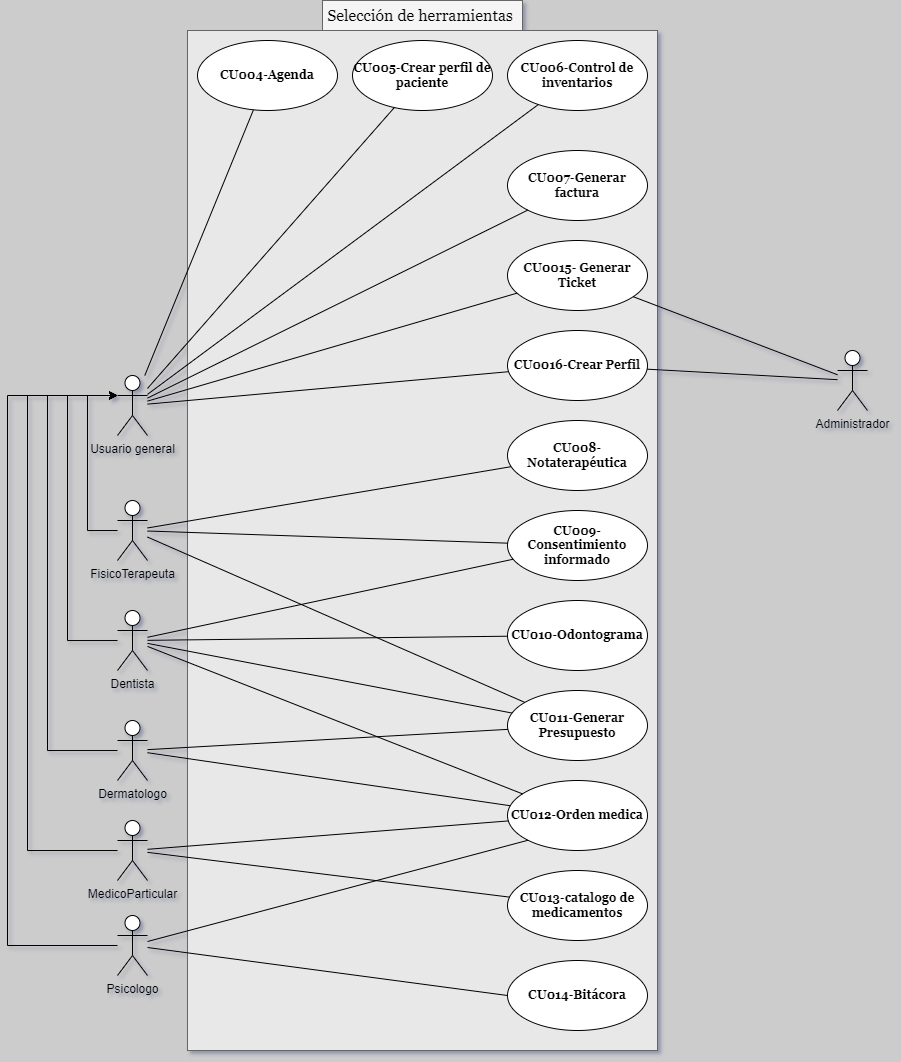 Selección de herramientas
CU004-Agenda
CU005-Crear perfil de
paciente
CU006-Control de
inventarios
CU007-Generar
factura
CU0015- Generar
Ticket
CU0016-Crear Perfil
Administrador
Usuario general
CU008-
Notaterapéutica
FisicoTerapeuta
CU009-
Consentimiento
informado
CU010-Odontograma
Dentista
CU011-Generar
Presupuesto
Dermatologo
CU012-Orden medica
MedicoParticular
CU013-catalogo de
medicamentos
Psicologo
CU014-Bitácora